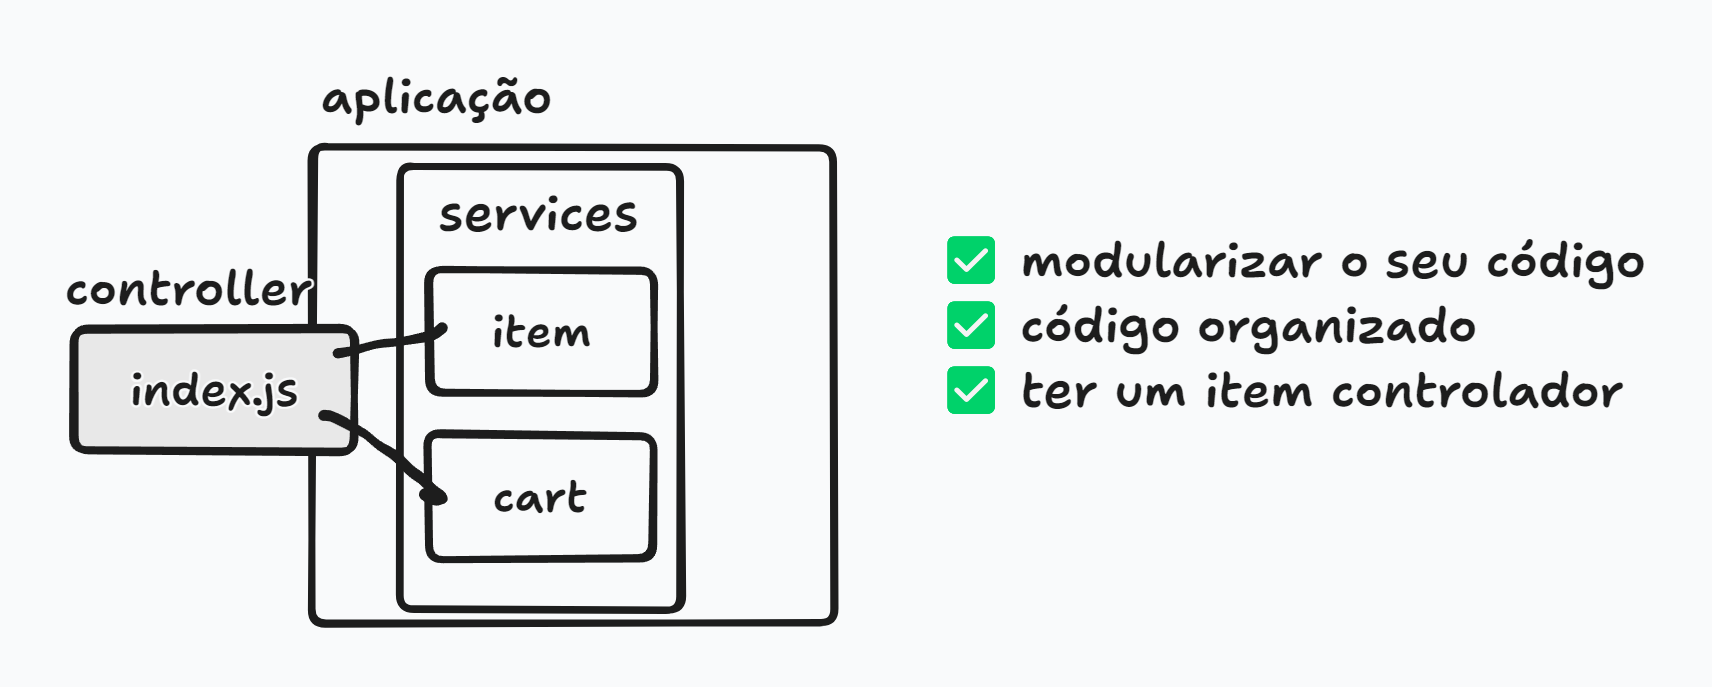 aplicação
services
controller
item
index.js
cart
modularizar o seu código
código organizado
ter um item controlador